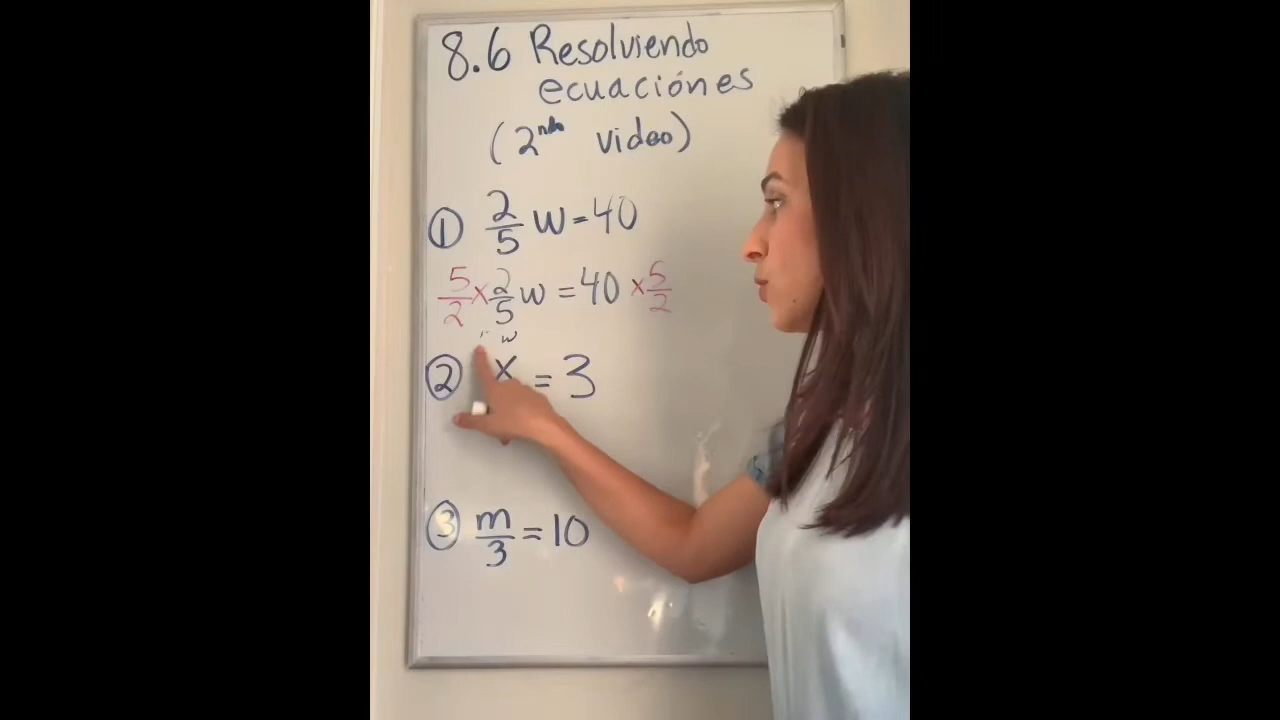 8.6 Resolviendo
ecuaciónes
(2ndo video)
① 2/5 w = 40
5/2 x 2/5 w = 40 x 5/2
w
② x = 3
③ m/3 = 10